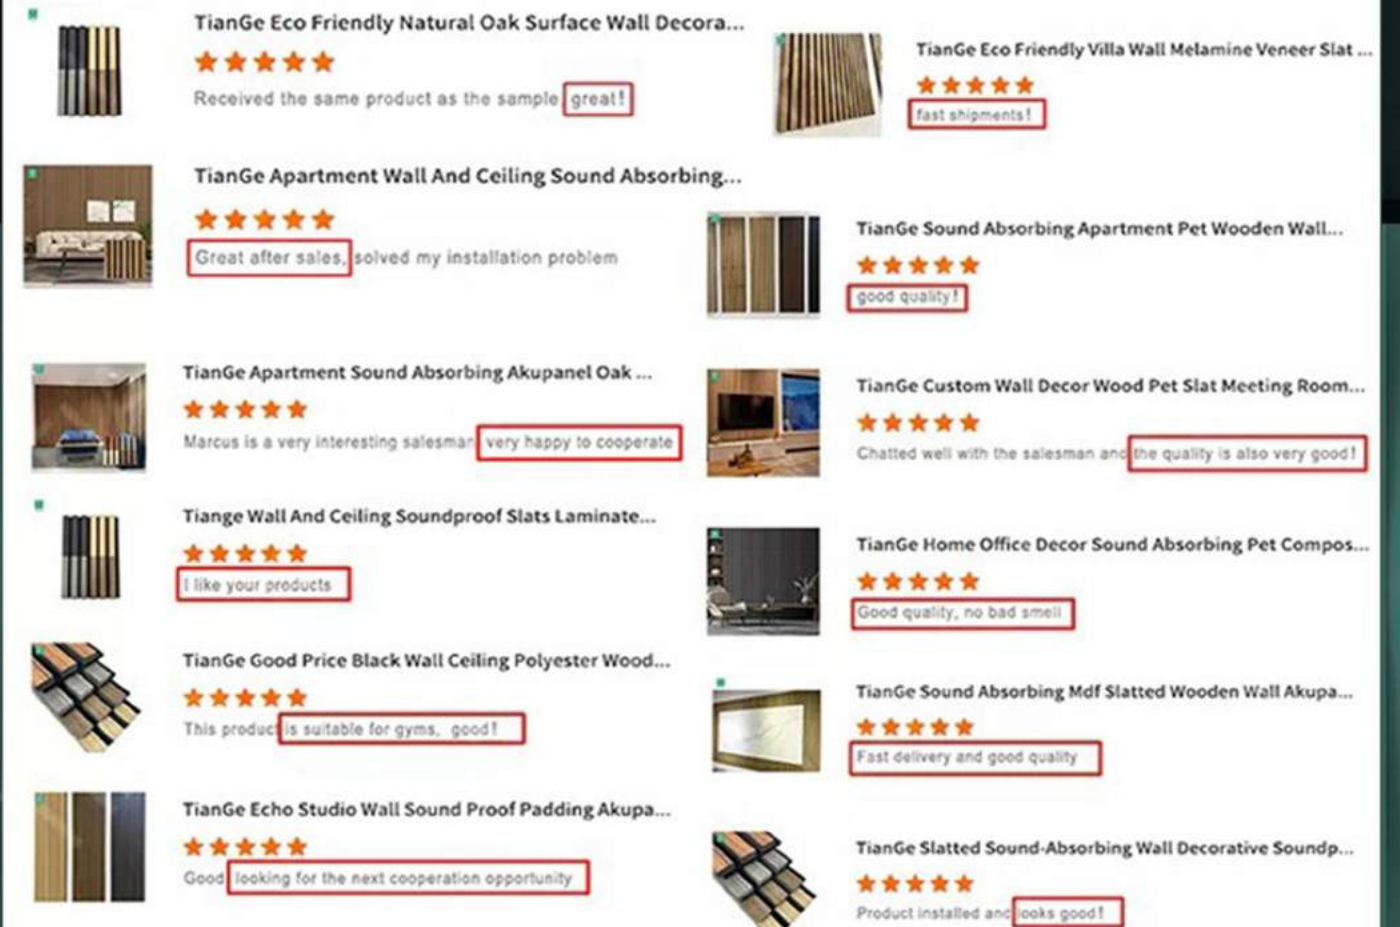 TianGe Eco Friendly Natural Oak Surface Wall Decora...
Received the same product as the sample, great!
TianGe Apartment Wall And Ceiling Sound Absorbing...
Great after sales, solved my installation problem
TianGe Apartment Sound Absorbing Akupanel Oak ...
Marcus is a very interesting salesman very happy to cooperate
Tiange Wall And Ceiling Soundproof Slats Laminate...
I like your products
TianGe Good Price Black Wall Ceiling Polyester Wood...
This product is suitable for gyms, good!
TianGe Echo Studio Wall Sound Proof Padding Akupa...
Good looking for the next cooperation opportunity
TianGe Eco Friendly Villa Wall Melamine Veneer Slat ...
fast shipments!
TianGe Sound Absorbing Apartment Pet Wooden Wall...
good quality!
TianGe Custom Wall Decor Wood Pet Slat Meeting Room...
Chatted well with the salesman and the quality is also very good!
TianGe Home Office Decor Sound Absorbing Pet Compos...
Good quality, no bad smell
TianGe Sound Absorbing Mdf Slatted Wooden Wall Akupa...
Fast delivery and good quality
TianGe Slatted Sound-Absorbing Wall Decorative Soundp...
Product installed and looks good!